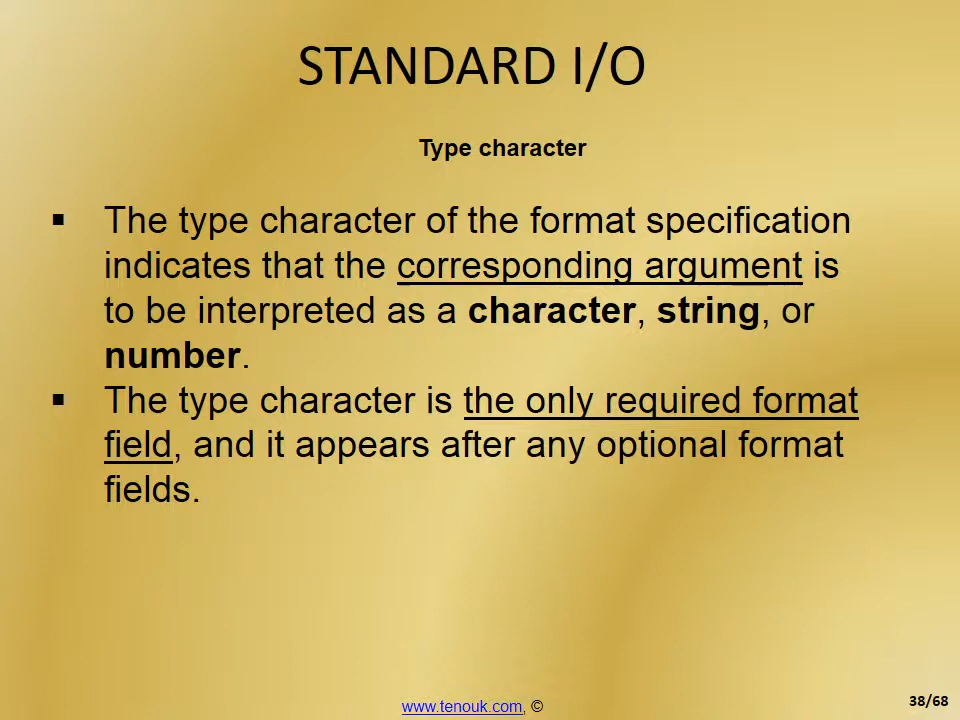 STANDARD I/O
Type character
▪ The type character of the format specification
indicates that the corresponding argument is
to be interpreted as a character, string, or
number.
▪ The type character is the only required format
field, and it appears after any optional format
fields.
www.tenouk.com, ©
38/68